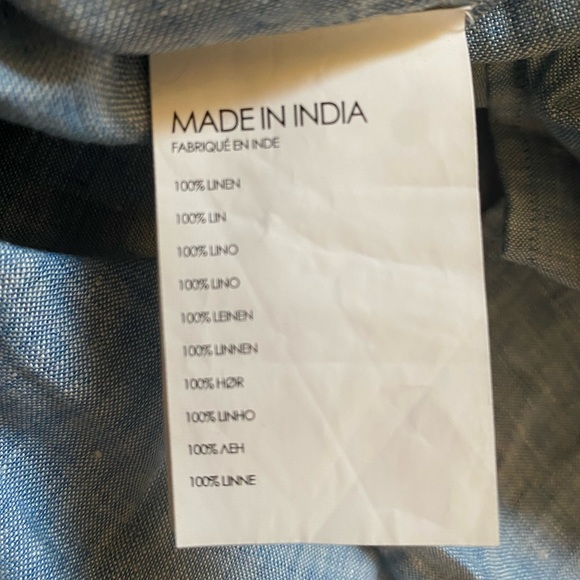 MADE IN INDIA
FABRIQUÉ EN INDE
100% LINEN
100% LIN
100% LINO
100% LINO
100% LEINEN
100% LINNEN
100% HØR
100% LINHO
100% ЛЕН
100% LINNE